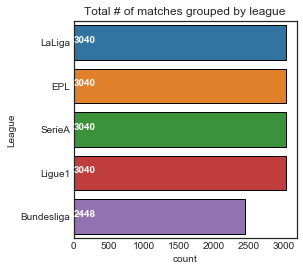 Total # of matches grouped by league
League
LaLiga
3040
EPL
3040
SerieA
3040
Ligue1
3040
Bundesliga
2448
0 500 1000 1500 2000 2500 3000
count